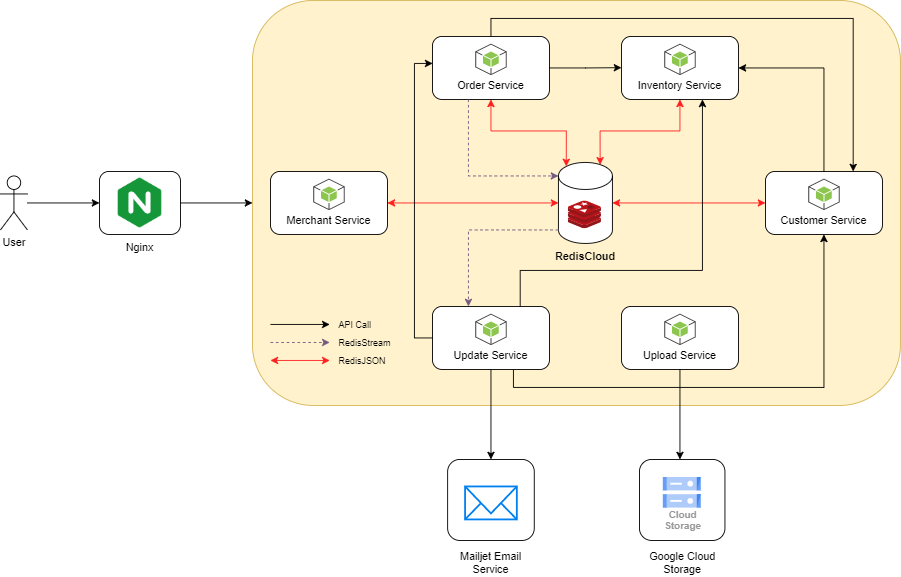 Order Service
Inventory Service
Merchant Service
Customer Service
User
N
Nginx
RedisCloud
API Call
RedisStream
RedisJSON
Update Service
Upload Service
Cloud
Storage
Mailjet Email
Service
Google Cloud
Storage